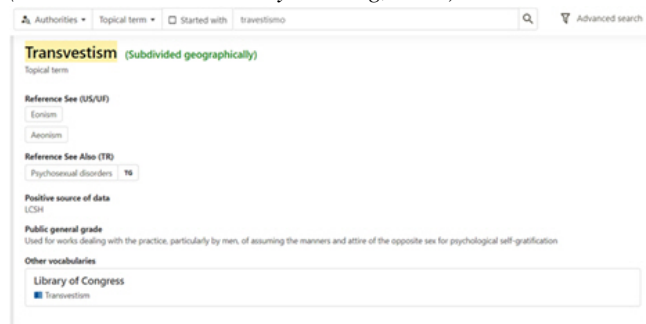 Authorities Topical term Started with travestismo Advanced search
Transvestism (Subdivided geographically)
Topical term
Reference See (US/UF)
Eonism
Aeonism
Reference See Also (TR)
Psychosexual disorders TG
Positive source of data
LCSH
Public general grade
Used for works dealing with the practice, particularly by men, of assuming the manners and attire of the opposite sex for psychological self-gratification
Other vocabularies
Library of Congress
Transvestism